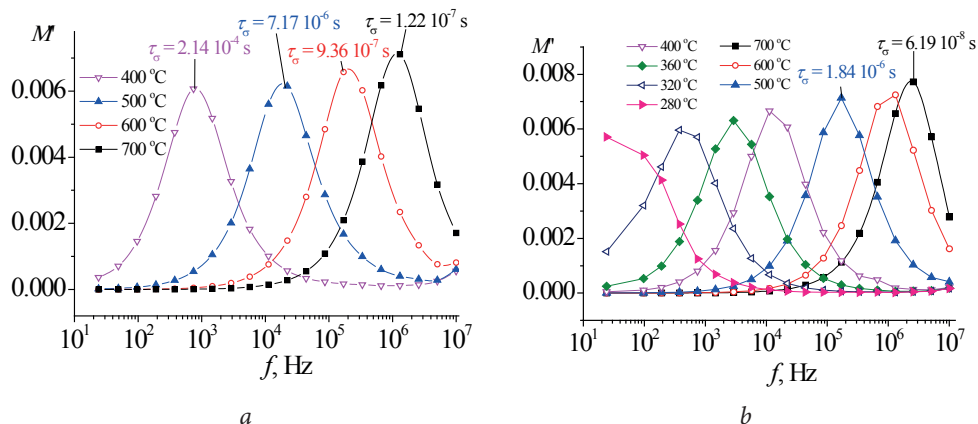 τσ = 7.17 10⁻⁶ s
τσ = 1.22 10⁻⁷ s
τσ = 2.14 10⁻⁴ s
τσ = 9.36 10⁻⁷ s
M''
400 °C
500 °C
600 °C
700 °C
0.006
0.004
0.002
0.000
10¹ 10² 10³ 10⁴ 10⁵ 10⁶ 10⁷
f, Hz
a
τσ = 6.19 10⁻⁸ s
τσ = 1.84 10⁻⁶ s
M''
400 °C 700 °C
360 °C 600 °C
320 °C 500 °C
280 °C
0.008
0.006
0.004
0.002
0.000
10¹ 10² 10³ 10⁴ 10⁵ 10⁶ 10⁷
f, Hz
b